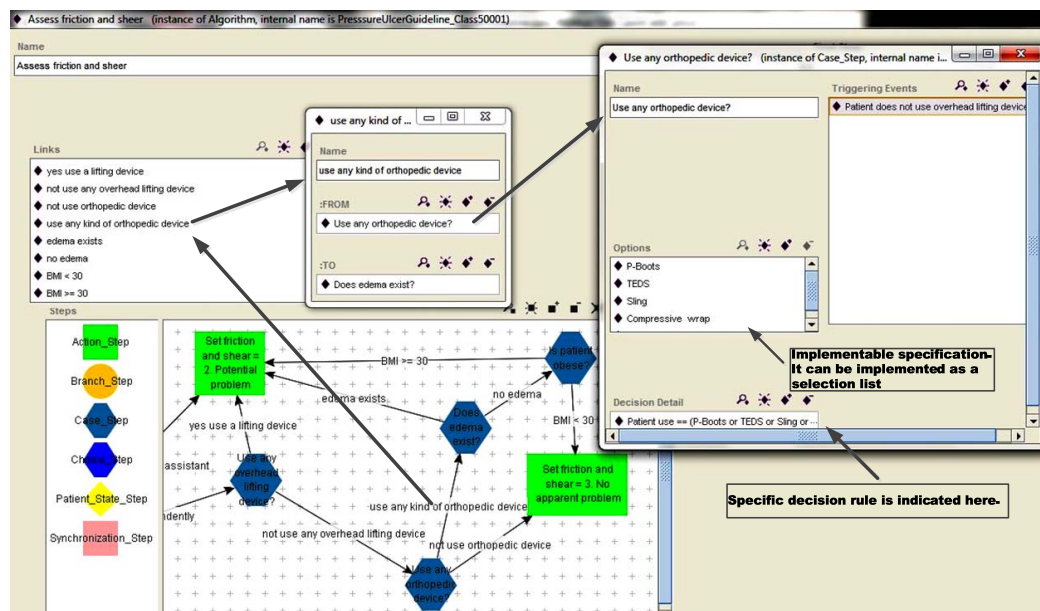 Assess friction and sheer (instance of Algorithm, internal name is PresssureUlcerGuideline_Class50001)
Name
Assess friction and sheer
Links
yes use a lifting device
not use any overhead lifting device
not use orthopedic device
use any kind of orthopedic device
edema exists
no edema
BMI < 30
BMI >= 30
use any kind of ...
Name
use any kind of orthopedic device
:FROM
Use any orthopedic device?
:TO
Does edema exist?
Use any orthopedic device? (instance of Case_Step, internal name i...
Name
Use any orthopedic device?
Triggering Events
Patient does not use overhead lifting device
Options
P-Boots
TEDS
Sling
Compressive wrap
Implementable specification.
It can be implemented as a
selection list
Decision Detail
Patient use == (P-Boots or TEDS or Sling or ...
Specific decision rule is indicated here.
Steps
Action_Step
Branch_Step
Case_Step
Choice_Step
Patient_State_Step
Synchronization_Step
Set friction
and shear =
2. Potential
problem
BMI >= 30
Is patient
obese?
edema exists
no edema
Does
edema
exist?
BMI < 30
yes use a lifting device
assistant
Use any
overhead
lifting
device?
Set friction and
shear = 3. No
apparent problem
use any kind of orthopedic device
not use any overhead lifting device
not use orthopedic device
Use any
orthopedic
device?